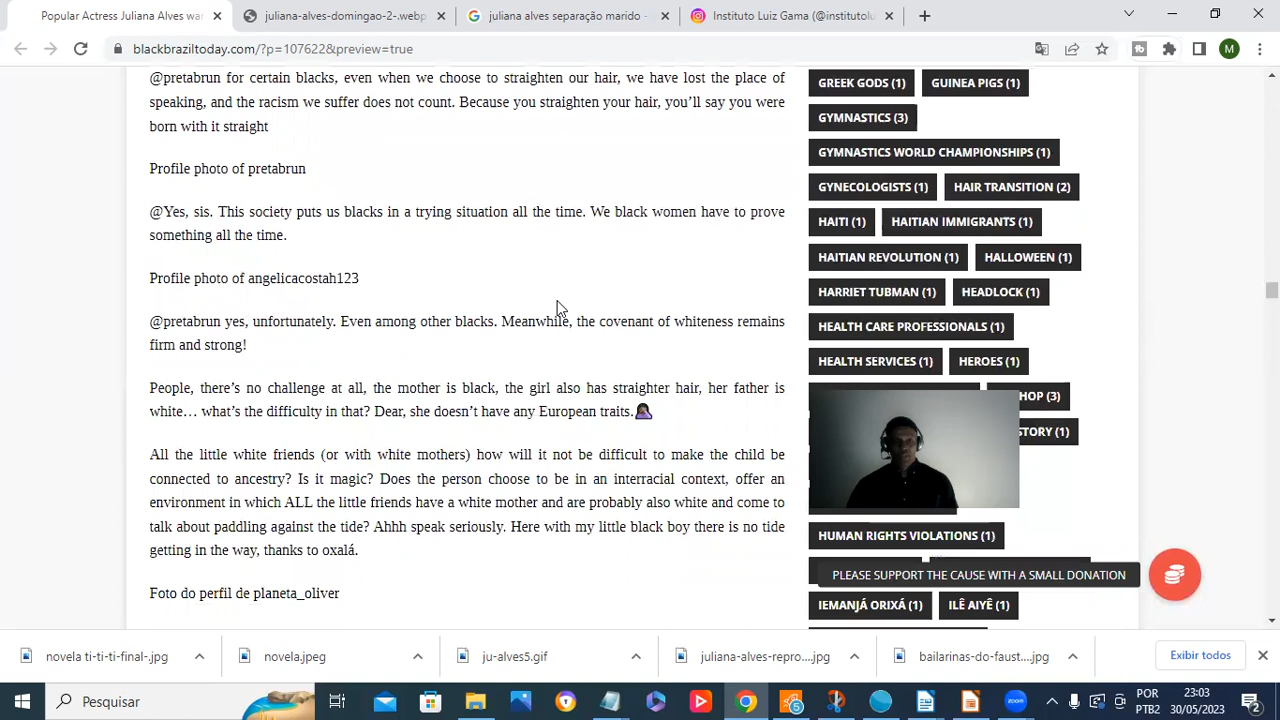 Popular Actress Juliana Alves war
juliana-alves-domingao-2-.webp
juliana alves separação marido -
Instituto Luiz Gama (@institotolu
blackbraziltoday.com/?p=107622&preview=true
M
@pretabrun for certain blacks, even when we choose to straighten our hair, we have lost the place of
speaking, and the racism we suffer does not count. Because you straighten your hair, you’ll say you were
born with it straight
Profile photo of pretabrun
@Yes, sis. This society puts us blacks in a trying situation all the time. We black women have to prove
something all the time.
Profile photo of angelicacostah123
@pretabrun yes, unfortunately. Even among other blacks. Meanwhile, the covenant of whiteness remains
firm and strong!
People, there’s no challenge at all, the mother is black, the girl also has straighter hair, her father is
white… what’s the difficulty in that? Dear, she doesn’t have any European traits.
All the little white friends (or with white mothers) how will it not be difficult to make the child be
connected to ancestry? Is it magic? Does the person choose to be in an interracial context, offer an
environment in which ALL the little friends have a white mother and are probably also white and come to
talk about paddling against the tide? Ahhh speak seriously. Here with my little black boy there is no tide
getting in the way, thanks to oxalá.
Foto do perfil de planeta_oliver
GREEK GODS (1)
GUINEA PIGS (1)
GYMNASTICS (3)
GYMNASTICS WORLD CHAMPIONSHIPS (1)
GYNECOLOGISTS (1)
HAIR TRANSITION (2)
HAITI (1)
HAITIAN IMMIGRANTS (1)
HAITIAN REVOLUTION (1)
HALLOWEEN (1)
HARRIET TUBMAN (1)
HEADLOCK (1)
HEALTH CARE PROFESSIONALS (1)
HEALTH SERVICES (1)
HEROES (1)
HOP (3)
STORY (1)
HUMAN RIGHTS VIOLATIONS (1)
PLEASE SUPPORT THE CAUSE WITH A SMALL DONATION
IEMANJÁ ORIXÁ (1)
ILÊ AIYÊ (1)
novela ti-ti-ti-final-.jpg
novela.jpeg
ju-alves5.gif
juliana-alves-repro....jpg
bailarinas-do-faust....jpg
Exibir todos
Pesquisar
5
zoom
POR
PTB2
23:03
30/05/2023
2